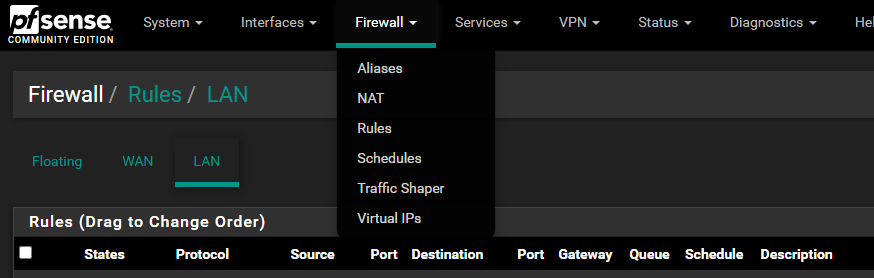 pfsense COMMUNITY EDITION
System Interfaces Firewall Services VPN Status Diagnostics
Aliases
NAT
Rules
Schedules
Traffic Shaper
Virtual IPs
Firewall / Rules / LAN
Floating WAN LAN
Rules (Drag to Change Order)
States Protocol Source Port Destination Port Gateway Queue Schedule Description